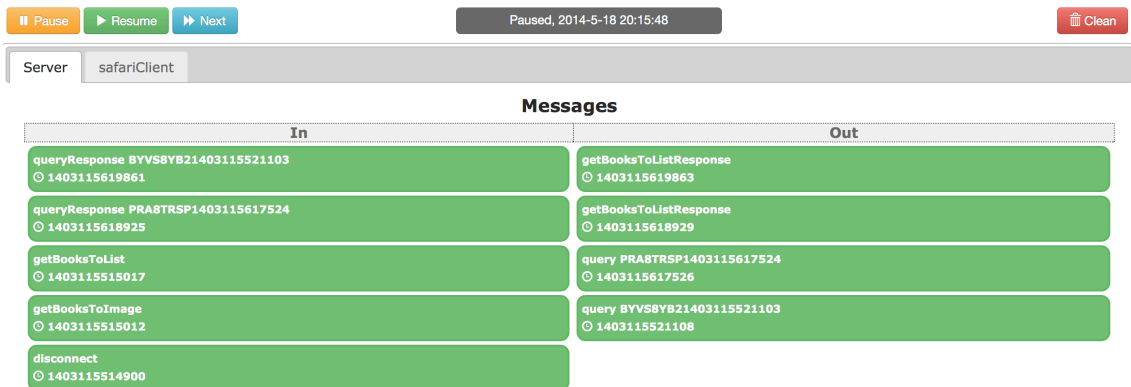 Pause
Resume
Next
Paused, 2014-5-18 20:15:48
Clean
Server
safariClient
Messages
In
Out
queryResponse BYVS8YB21403115521103
1403115619861
queryResponse PRA8TRSP1403115617524
1403115618925
getBooksToList
1403115515017
getBooksToImage
1403115515012
disconnect
1403115514900
getBooksToListResponse
1403115619863
getBooksToListResponse
1403115618929
query PRA8TRSP1403115617524
1403115617526
query BYVS8YB21403115521103
1403115521108